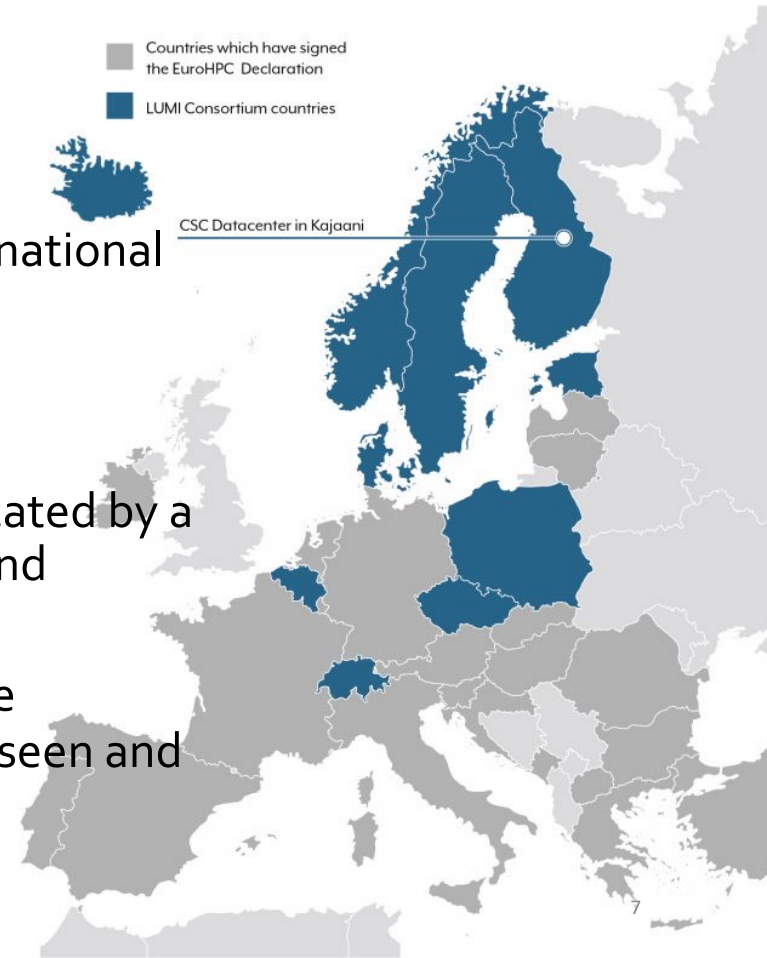 Countries which have signed
the EuroHPC Declaration
LUMI Consortium countries
CSC Datacenter in Kajaani
national
ated by a
nd
e
seen and
7